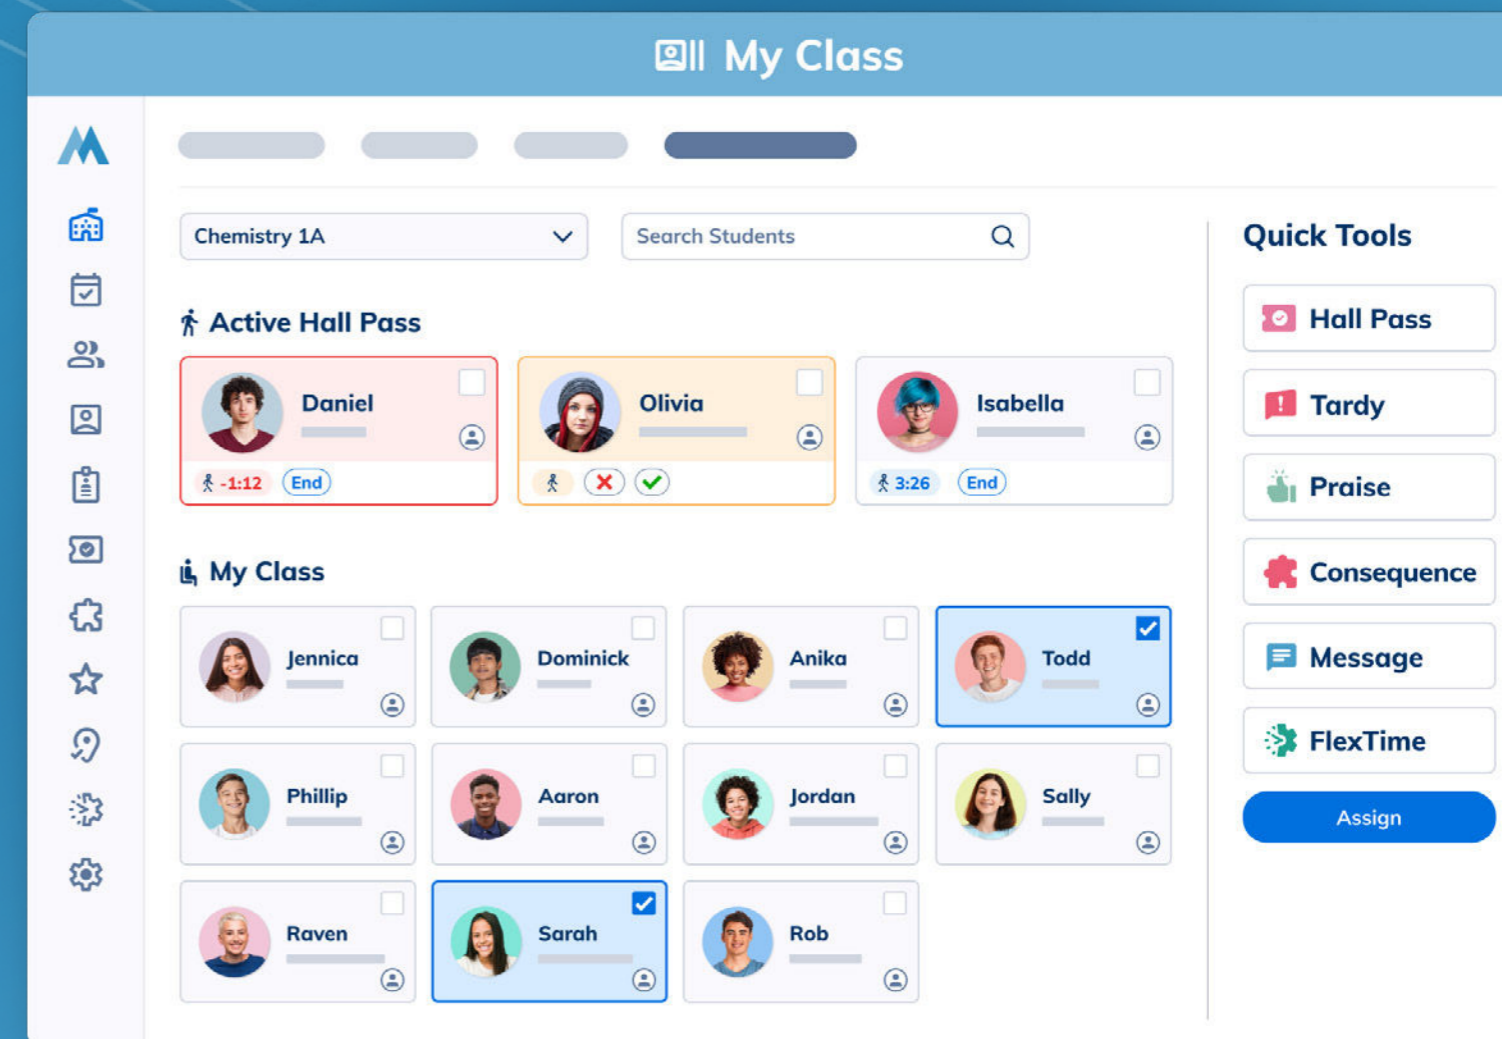 My Class
Chemistry 1A
Search Students
Quick Tools
Active Hall Pass
Daniel
-1:12
End
Olivia
Isabella
3:26
End
My Class
Jennica
Dominick
Anika
Todd
Phillip
Aaron
Jordan
Sally
Raven
Sarah
Rob
Hall Pass
Tardy
Praise
Consequence
Message
FlexTime
Assign